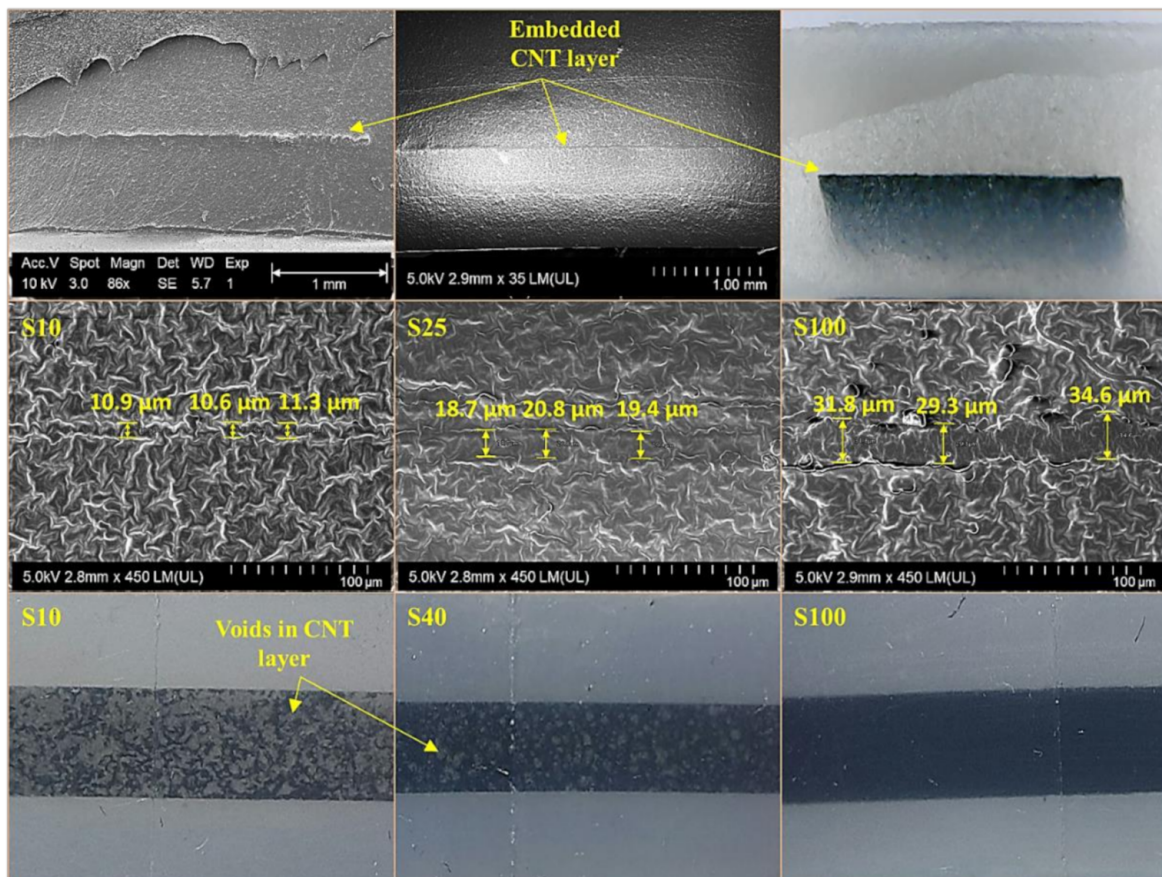 Embedded
CNT layer
Acc.V Spot Magn Det WD Exp
10 kV 3.0 86x SE 5.7 1 1 mm
5.0kV 2.9mm x 35 LM(UL) 1.00 mm
S10
10.9 µm 10.6 µm 11.3 µm
5.0kV 2.8mm x 450 LM(UL) 100 µm
S25
18.7 µm 20.8 µm 19.4 µm
5.0kV 2.8mm x 450 LM(UL) 100 µm
S100
31.8 µm 29.3 µm 34.6 µm
5.0kV 2.9mm x 450 LM(UL) 100 µm
S10
Voids in CNT
layer
S40
S100